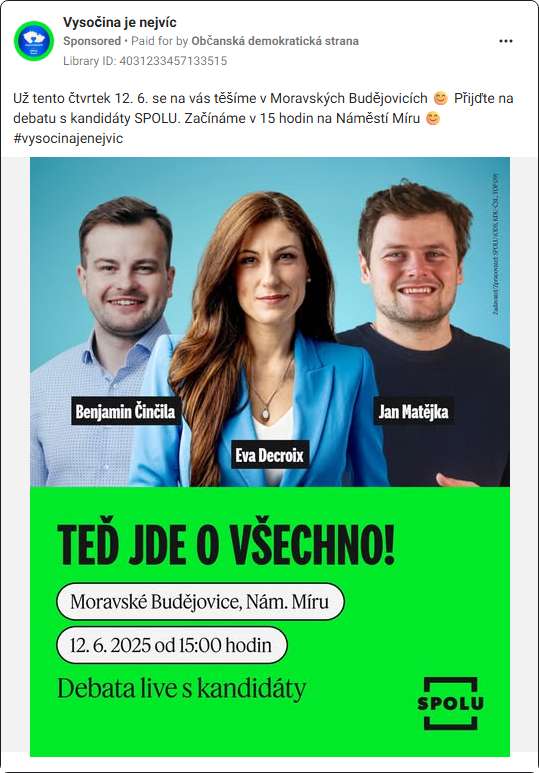 Vysočina je nejvíc
Sponsored • Paid for by Občanská demokratická strana
Library ID: 4031233457133515
Už tento čtvrtek 12. 6. se na vás těšíme v Moravských Budějovicích 😊 Přijďte na
debatu s kandidáty SPOLU. Začínáme v 15 hodin na Náměstí Míru 😊
#vysocinajenejvic
Zadavatel/Zpracovatel: SPOLU (ODS, KDU-ČSL, TOP 09)
Benjamin Činčila
Jan Matějka
Eva Decroix
TEĎ JDE O VŠECHNO!
Moravské Budějovice, Nám. Míru
12. 6. 2025 od 15:00 hodin
Debata live s kandidáty
SPOLU